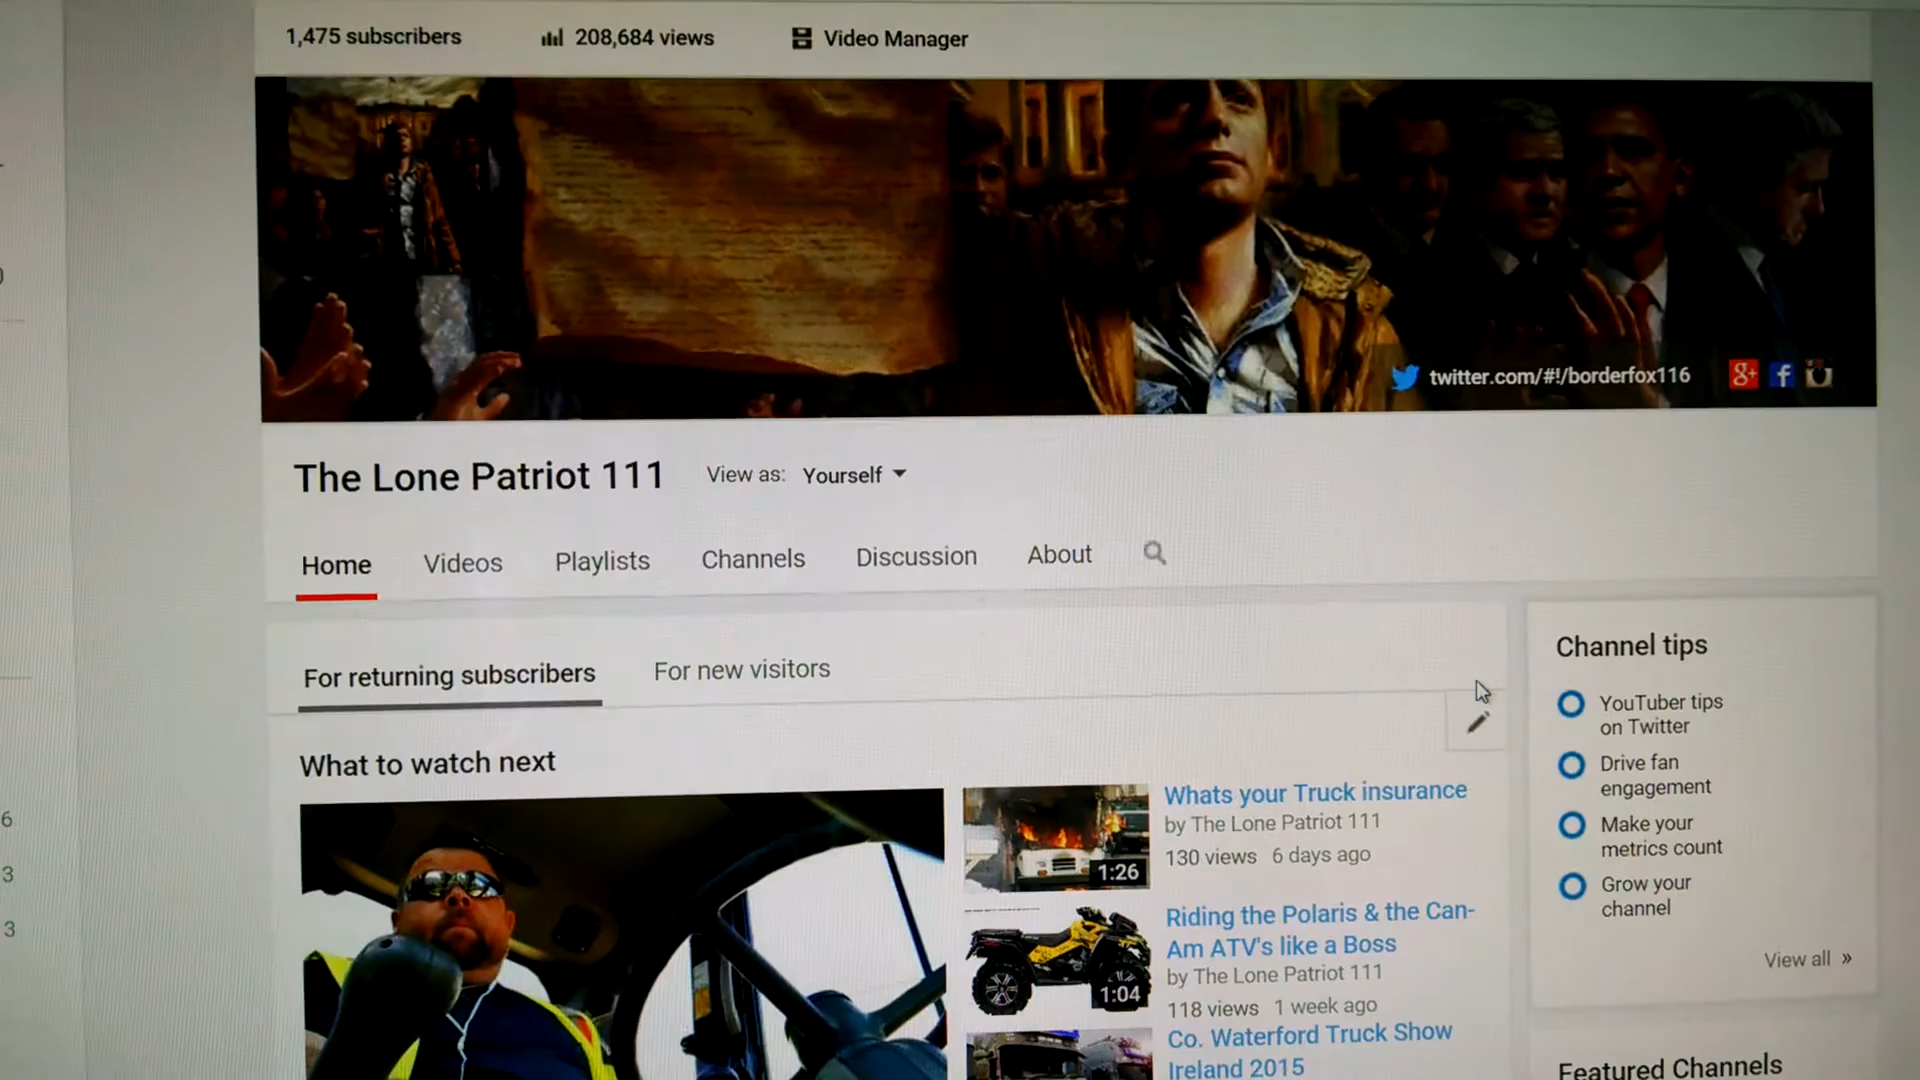 1,475 subscribers
208,684 views
Video Manager
twitter.com/#!/borderfox116
The Lone Patriot 111
View as: Yourself
Home
Videos
Playlists
Channels
Discussion
About
For returning subscribers
For new visitors
What to watch next
1:26
Whats your Truck insurance
by The Lone Patriot 111
130 views 6 days ago
1:04
Riding the Polaris & the Can-
Am ATV's like a Boss
by The Lone Patriot 111
118 views 1 week ago
Co. Waterford Truck Show
Ireland 2015
Channel tips
YouTuber tips
on Twitter
Drive fan
engagement
Make your
metrics count
Grow your
channel
View all »
Featured Channels
6
3
3